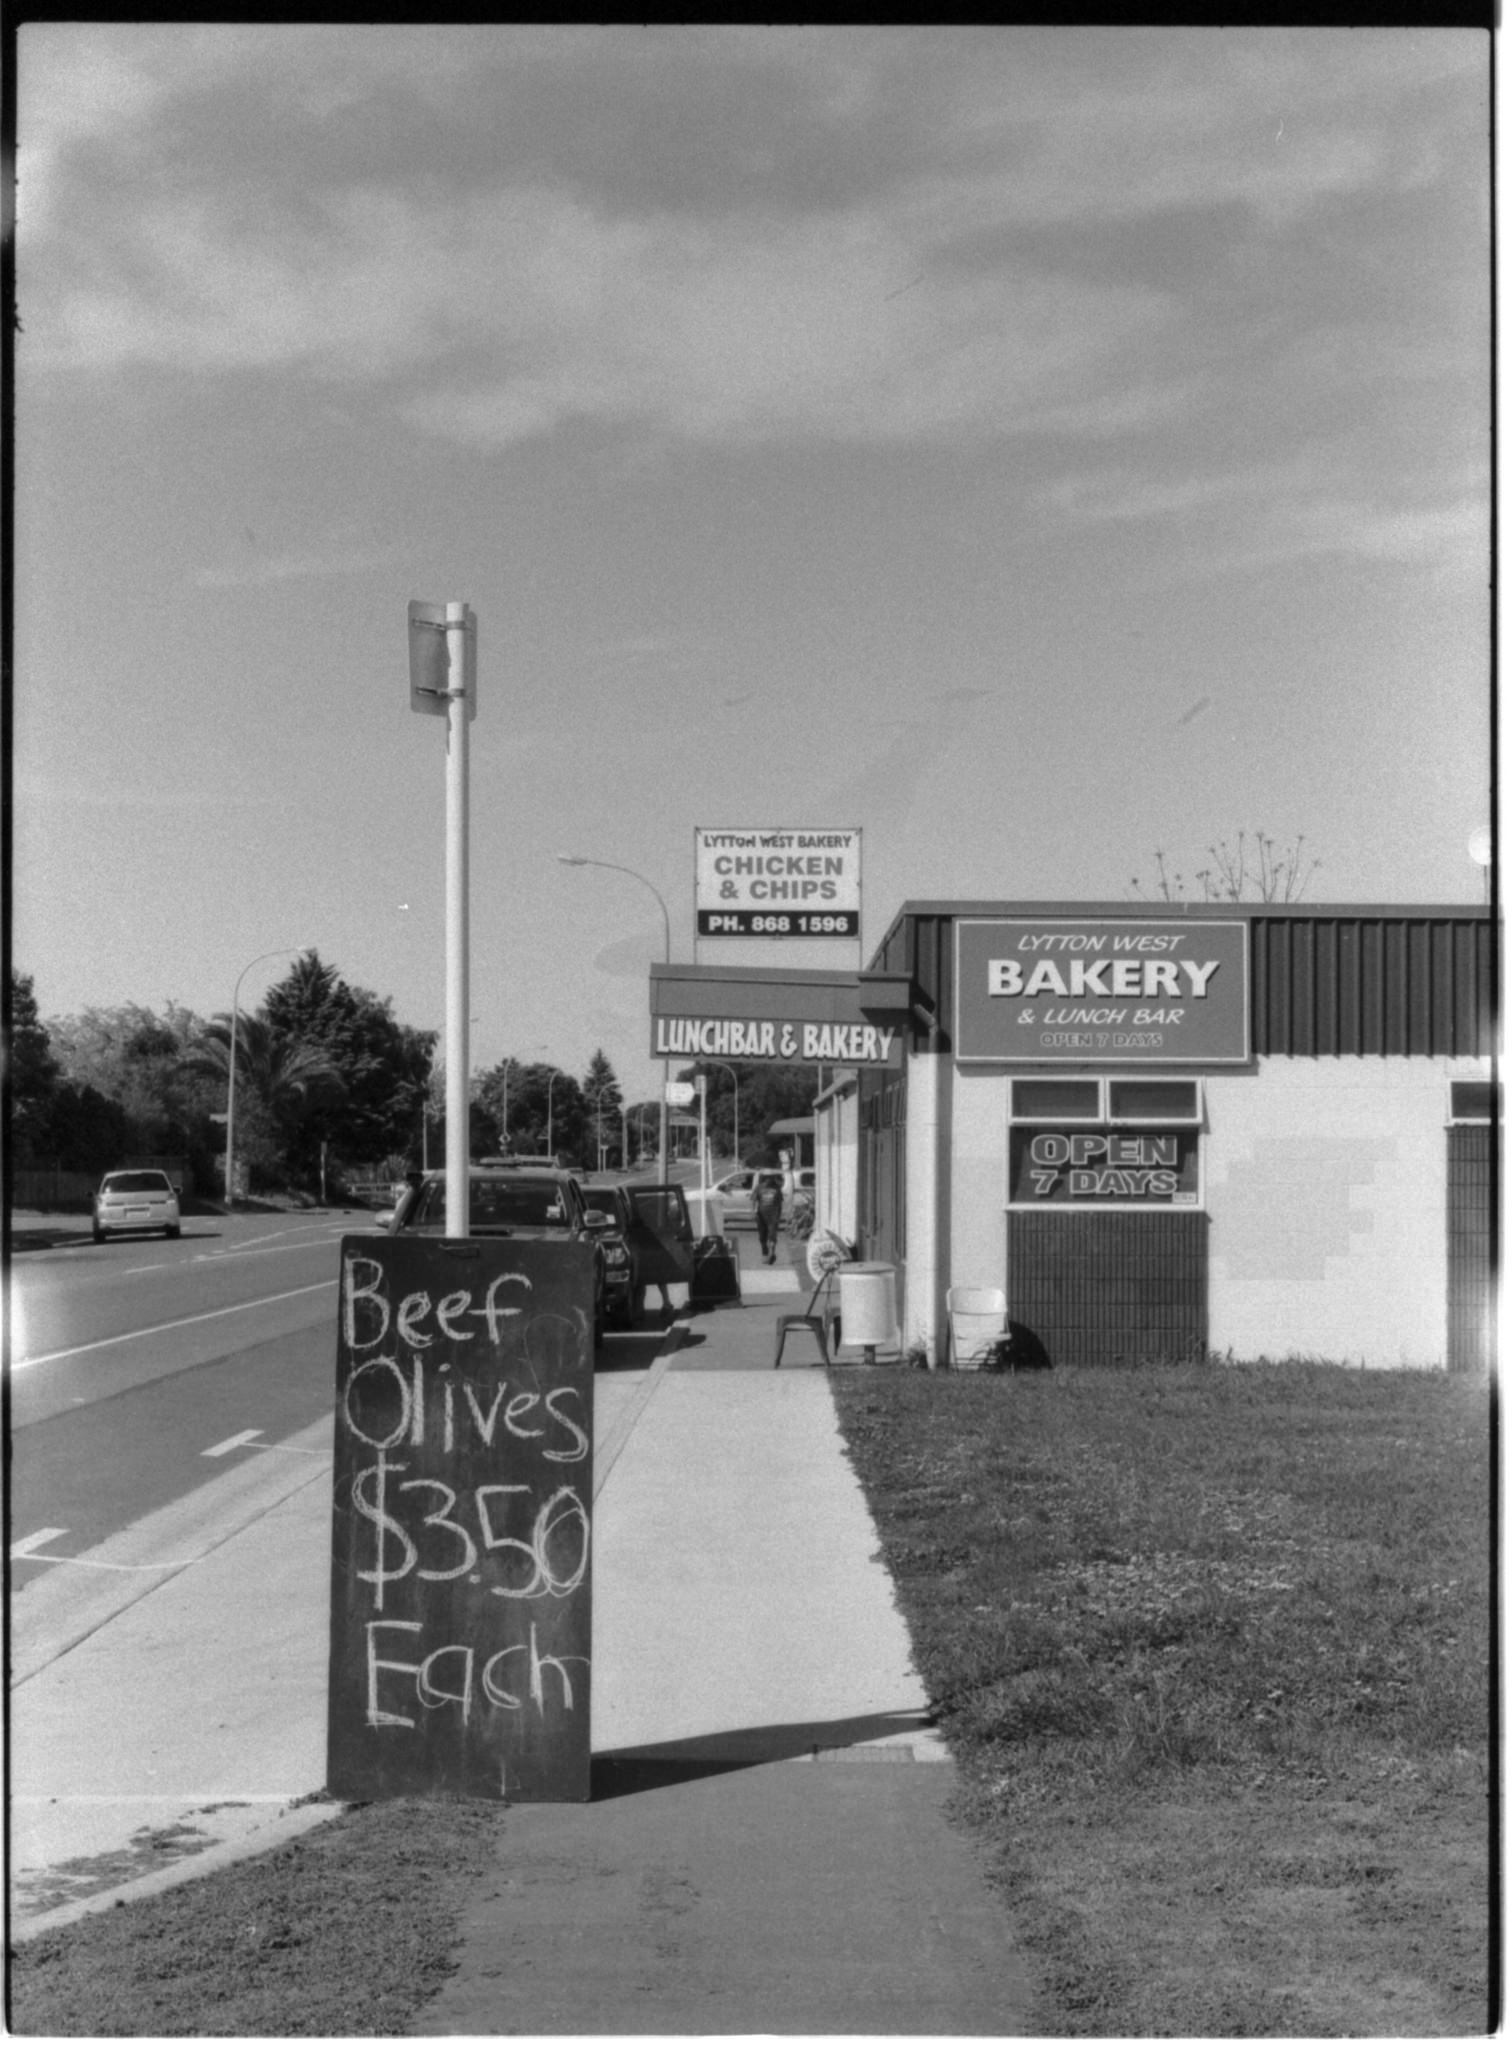 LYTTON WEST BAKERY
CHICKEN
& CHIPS
PH. 868 1596
LUNCHBAR & BAKERY
LYTTON WEST
BAKERY
& LUNCH BAR
OPEN 7 DAYS
OPEN
7 DAYS
Beef
Olives
$3.50
Each